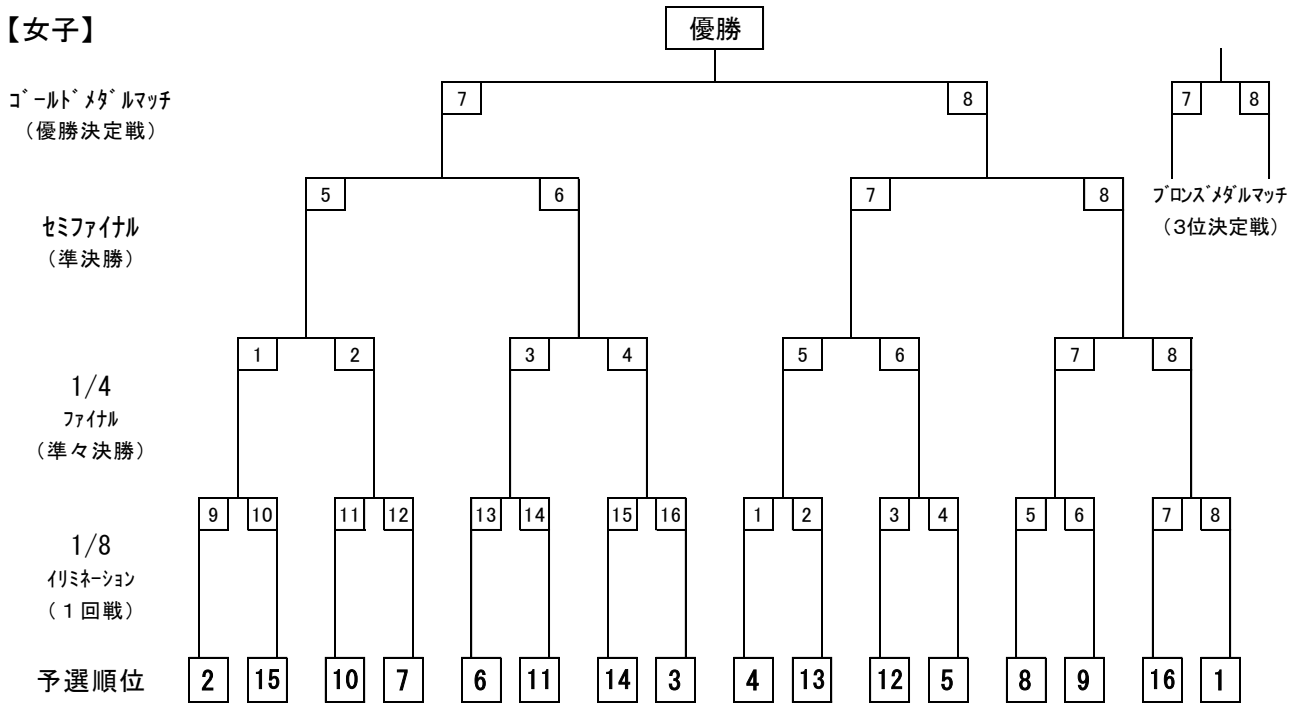 【女子】
優勝
ｺﾞｰﾙﾄﾞﾒﾀﾞﾙﾏｯﾁ
（優勝決定戦）
7 8
7 8
ﾌﾞﾛﾝｽﾞﾒﾀﾞﾙﾏｯﾁ
（3位決定戦）
セミファイナル
（準決勝）
5 6 7 8
1/4
ﾌｧｲﾅﾙ
（準々決勝）
1 2 3 4 5 6 7 8
1/8
ｲﾘﾐﾈｰｼｮﾝ
（１回戦）
9 10 11 12 13 14 15 16 1 2 3 4 5 6 7 8
予選順位 2 15 10 7 6 11 14 3 4 13 12 5 8 9 16 1